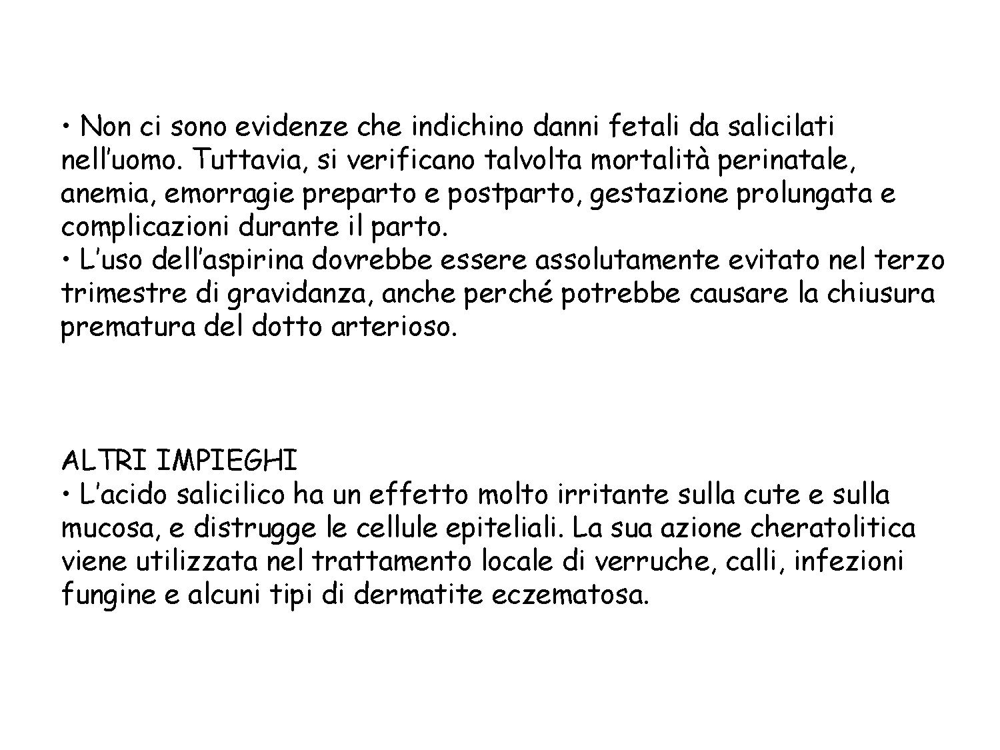 • Non ci sono evidenze che indichino danni fetali da salicilati
nell’uomo. Tuttavia, si verificano talvolta mortalità perinatale,
anemia, emorragie preparto e postparto, gestazione prolungata e
complicazioni durante il parto.
• L’uso dell’aspirina dovrebbe essere assolutamente evitato nel terzo
trimestre di gravidanza, anche perché potrebbe causare la chiusura
prematura del dotto arterioso.
ALTRI IMPIEGHI
• L’acido salicilico ha un effetto molto irritante sulla cute e sulla
mucosa, e distrugge le cellule epiteliali. La sua azione cheratolitica
viene utilizzata nel trattamento locale di verruche, calli, infezioni
fungine e alcuni tipi di dermatite eczematosa.